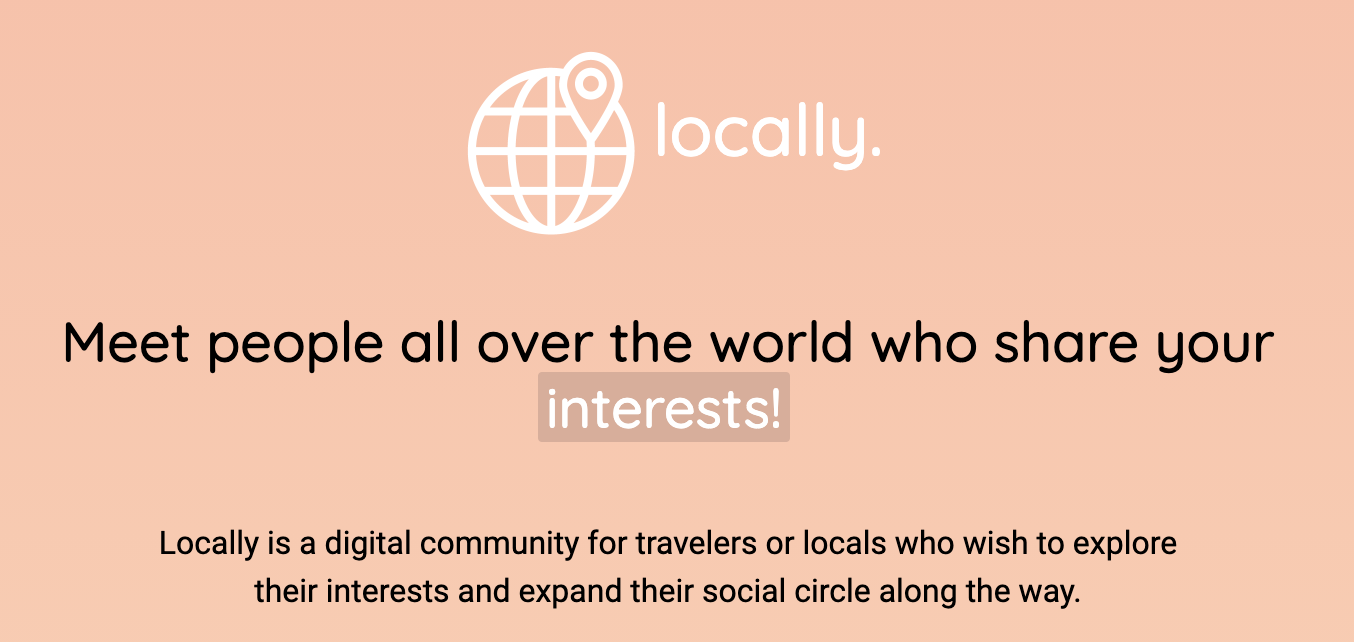 locally.
Meet people all over the world who share your
interests!
Locally is a digital community for travelers or locals who wish to explore
their interests and expand their social circle along the way.